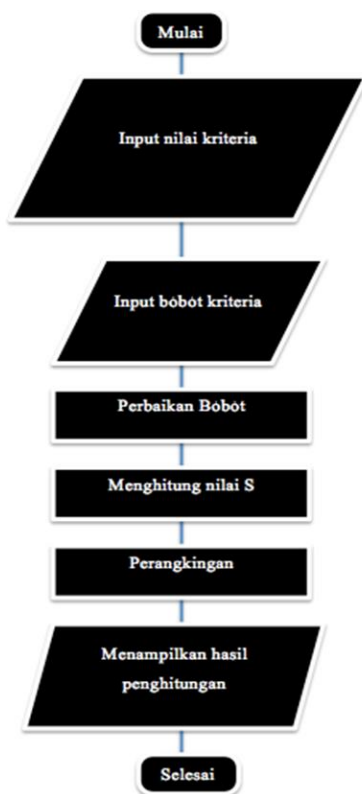 Mulai
Input nilai kriteria
Input bobot kriteria
Perbaikan Bobot
Menghitung nilai S
Perangkingan
Menampilkan hasil
penghitungan
Selesai